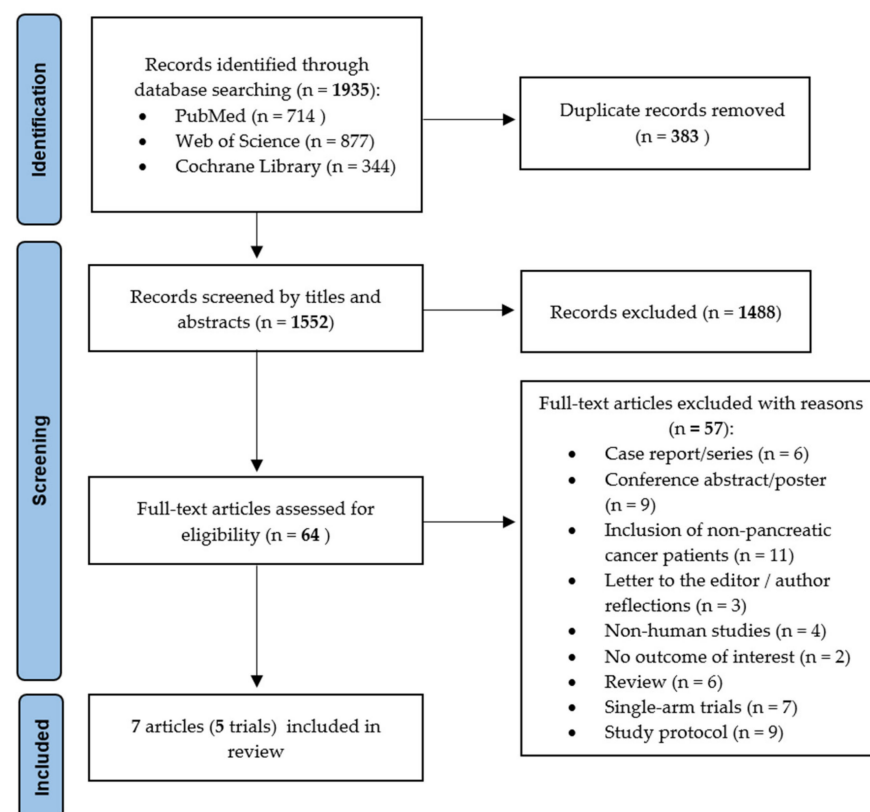 Identification
Records identified through
database searching (n = 1935):
• PubMed (n = 714 )
• Web of Science (n = 877)
• Cochrane Library (n = 344)
Duplicate records removed
(n = 383 )
Screening
Records screened by titles and
abstracts (n = 1552)
Records excluded (n = 1488)
Full-text articles assessed for
eligibility (n = 64 )
Full-text articles excluded with reasons
(n = 57):
• Case report/series (n = 6)
• Conference abstract/poster
(n = 9)
• Inclusion of non-pancreatic
cancer patients (n = 11)
• Letter to the editor / author
reflections (n = 3)
• Non-human studies (n = 4)
• No outcome of interest (n = 2)
• Review (n = 6)
• Single-arm trials (n = 7)
• Study protocol (n = 9)
Included
7 articles (5 trials) included in
review